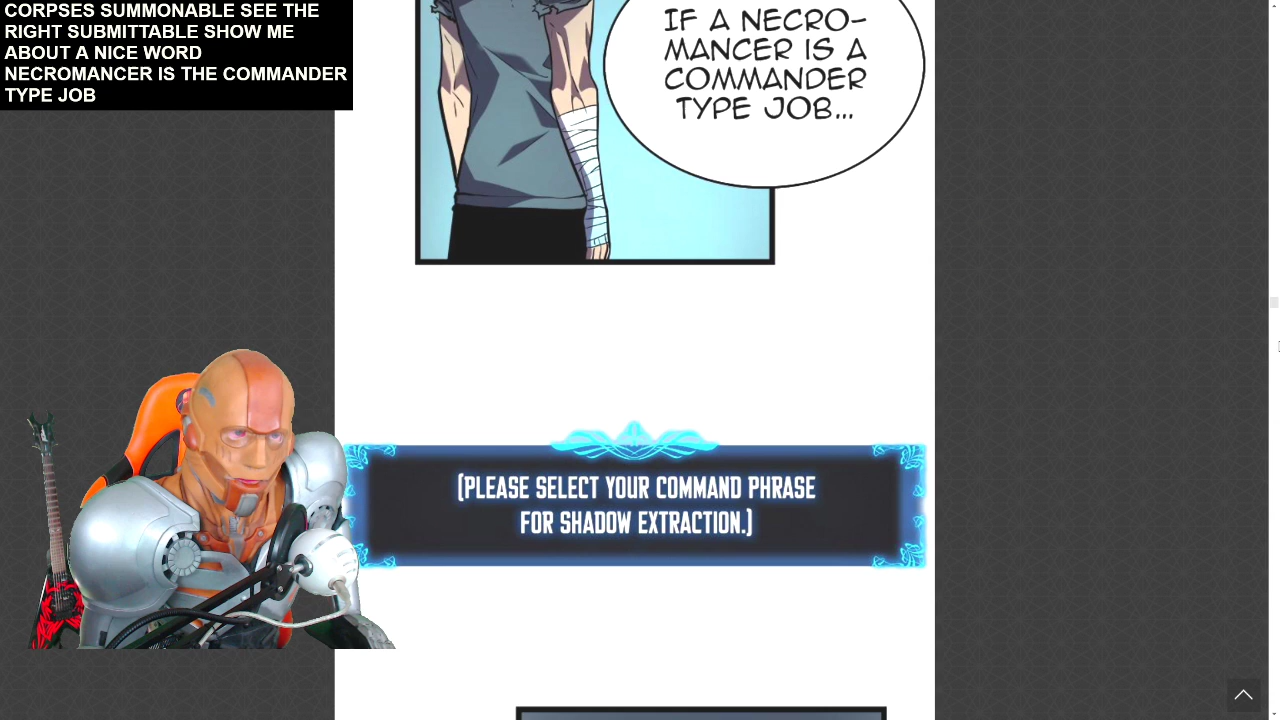 CORPSES SUMMONABLE SEE THE
RIGHT SUBMITTABLE SHOW ME
ABOUT A NICE WORD
NECROMANCER IS THE COMMANDER
TYPE JOB
IF A NECRO-
MANCER IS A
COMMANDER
TYPE JOB...
(PLEASE SELECT YOUR COMMAND PHRASE
FOR SHADOW EXTRACTION.)